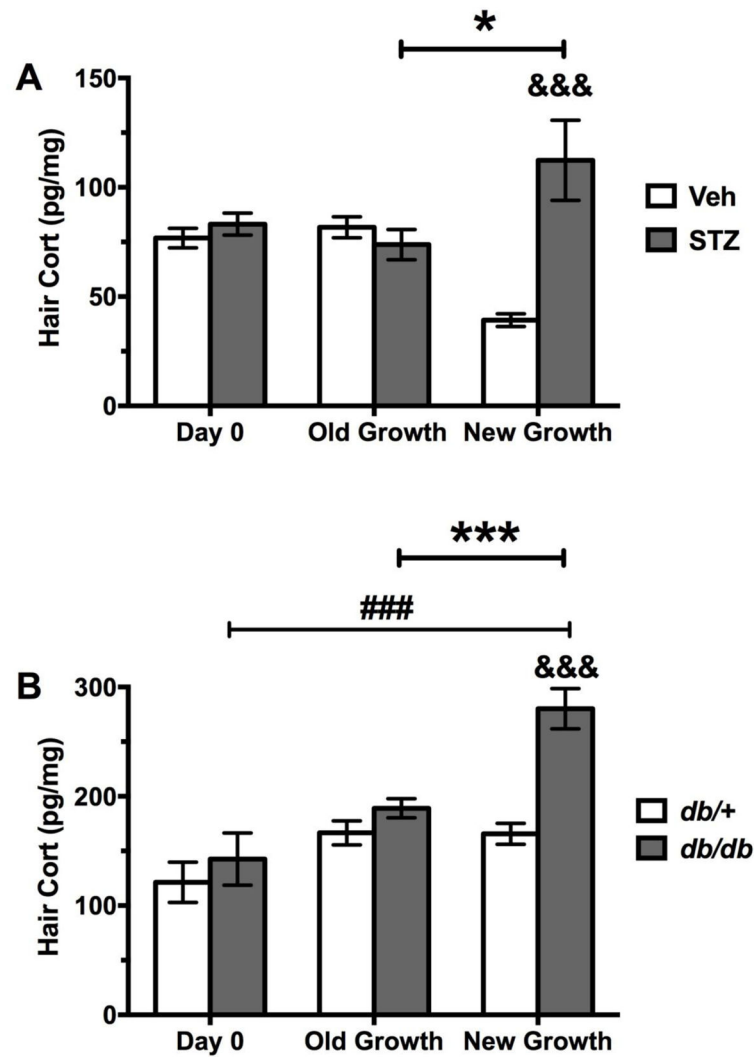 *
A
&&&
150
100
50
0
Hair Cort (pg/mg)
Day 0 Old Growth New Growth
Veh
STZ
***
###
B
&&&
300
200
100
0
Hair Cort (pg/mg)
Day 0 Old Growth New Growth
db/+
db/db